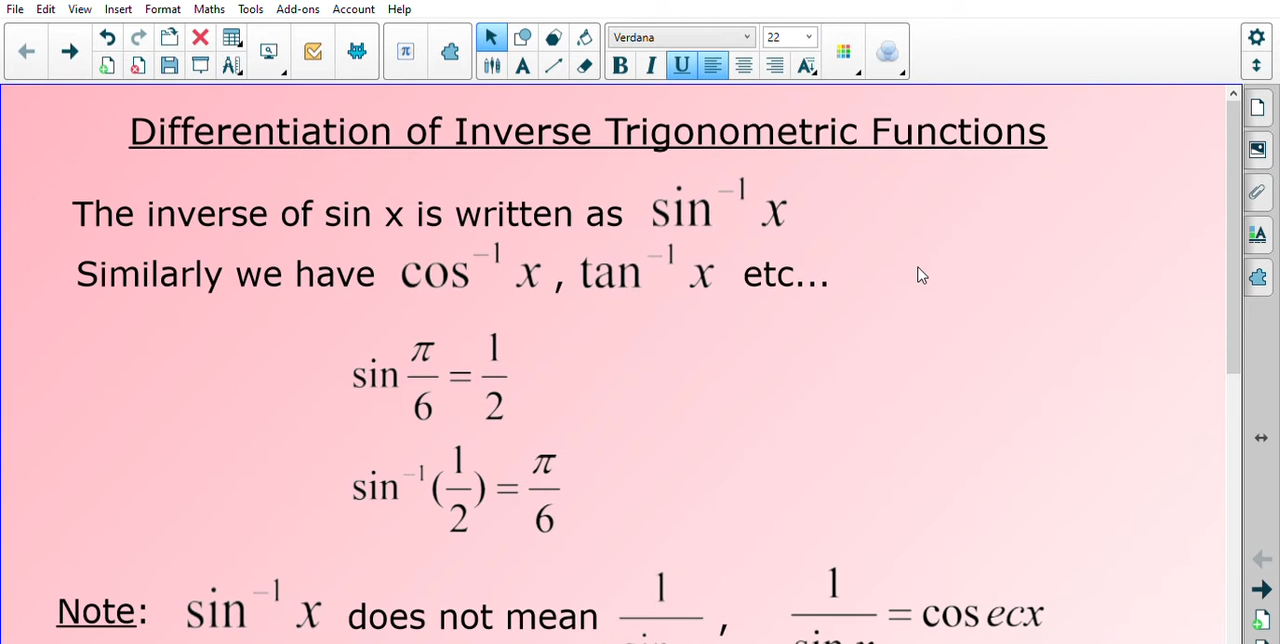 File Edit View Insert Format Maths Tools Add-ons Account Help
Verdana 22
π B I U A
Differentiation of Inverse Trigonometric Functions
The inverse of sin x is written as sin⁻¹ x
Similarly we have cos⁻¹ x , tan⁻¹ x etc...
sin π/6 = 1/2
sin⁻¹(1/2) = π/6
Note: sin⁻¹ x does not mean 1/sin , 1/sin x = cosecx